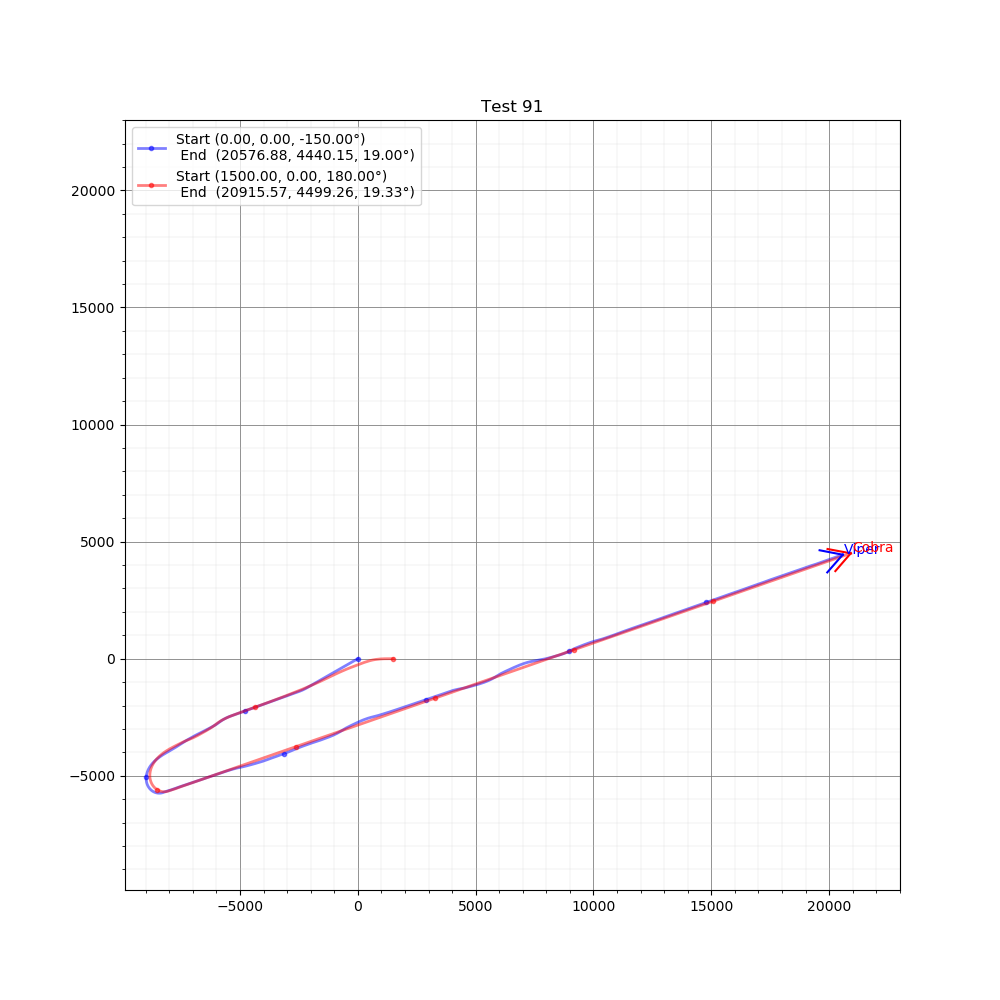 Test 91
Start (0.00, 0.00, -150.00°)
End (20576.88, 4440.15, 19.00°)
Start (1500.00, 0.00, 180.00°)
End (20915.57, 4499.26, 19.33°)
20000
15000
10000
5000
0
−5000
Viper
Cobra
−5000
0
5000
10000
15000
20000